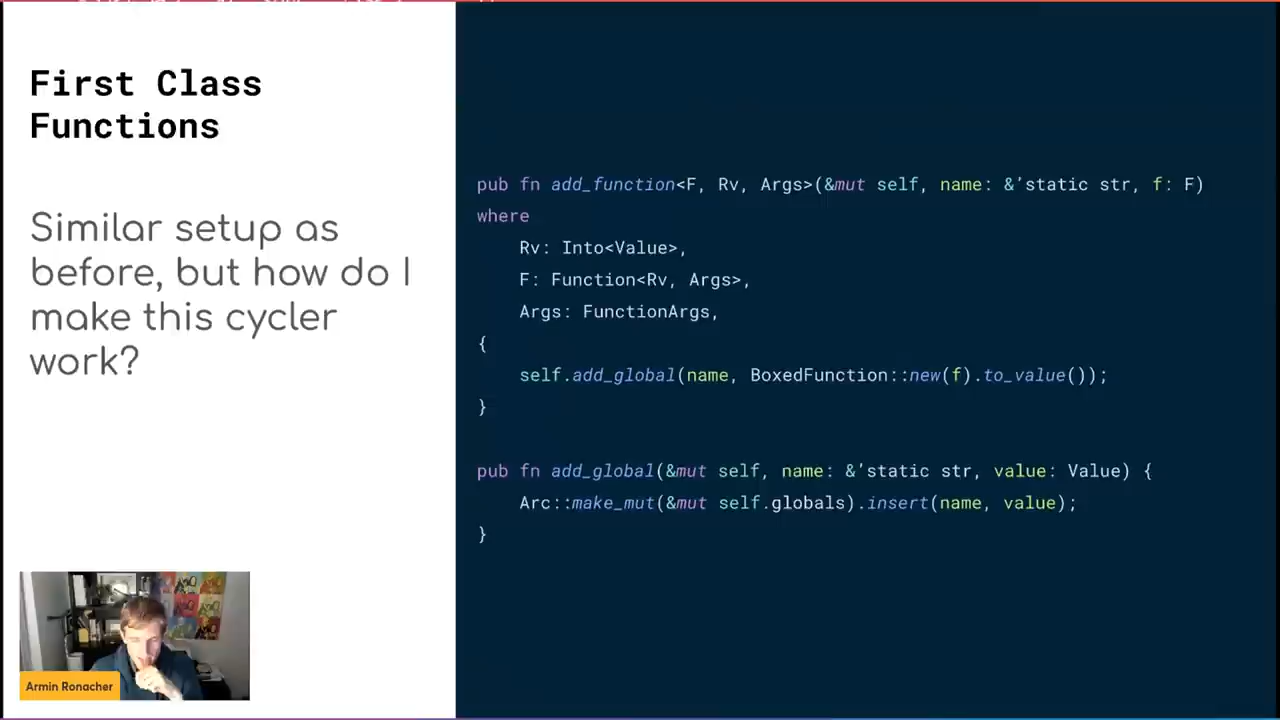 First Class
Functions
Similar setup as
before, but how do I
make this cycler
work?
pub fn add_function<F, Rv, Args>(&mut self, name: &'static str, f: F)
where
    Rv: Into<Value>,
    F: Function<Rv, Args>,
    Args: FunctionArgs,
{
    self.add_global(name, BoxedFunction::new(f).to_value());
}
pub fn add_global(&mut self, name: &'static str, value: Value) {
    Arc::make_mut(&mut self.globals).insert(name, value);
}
Armin Ronacher